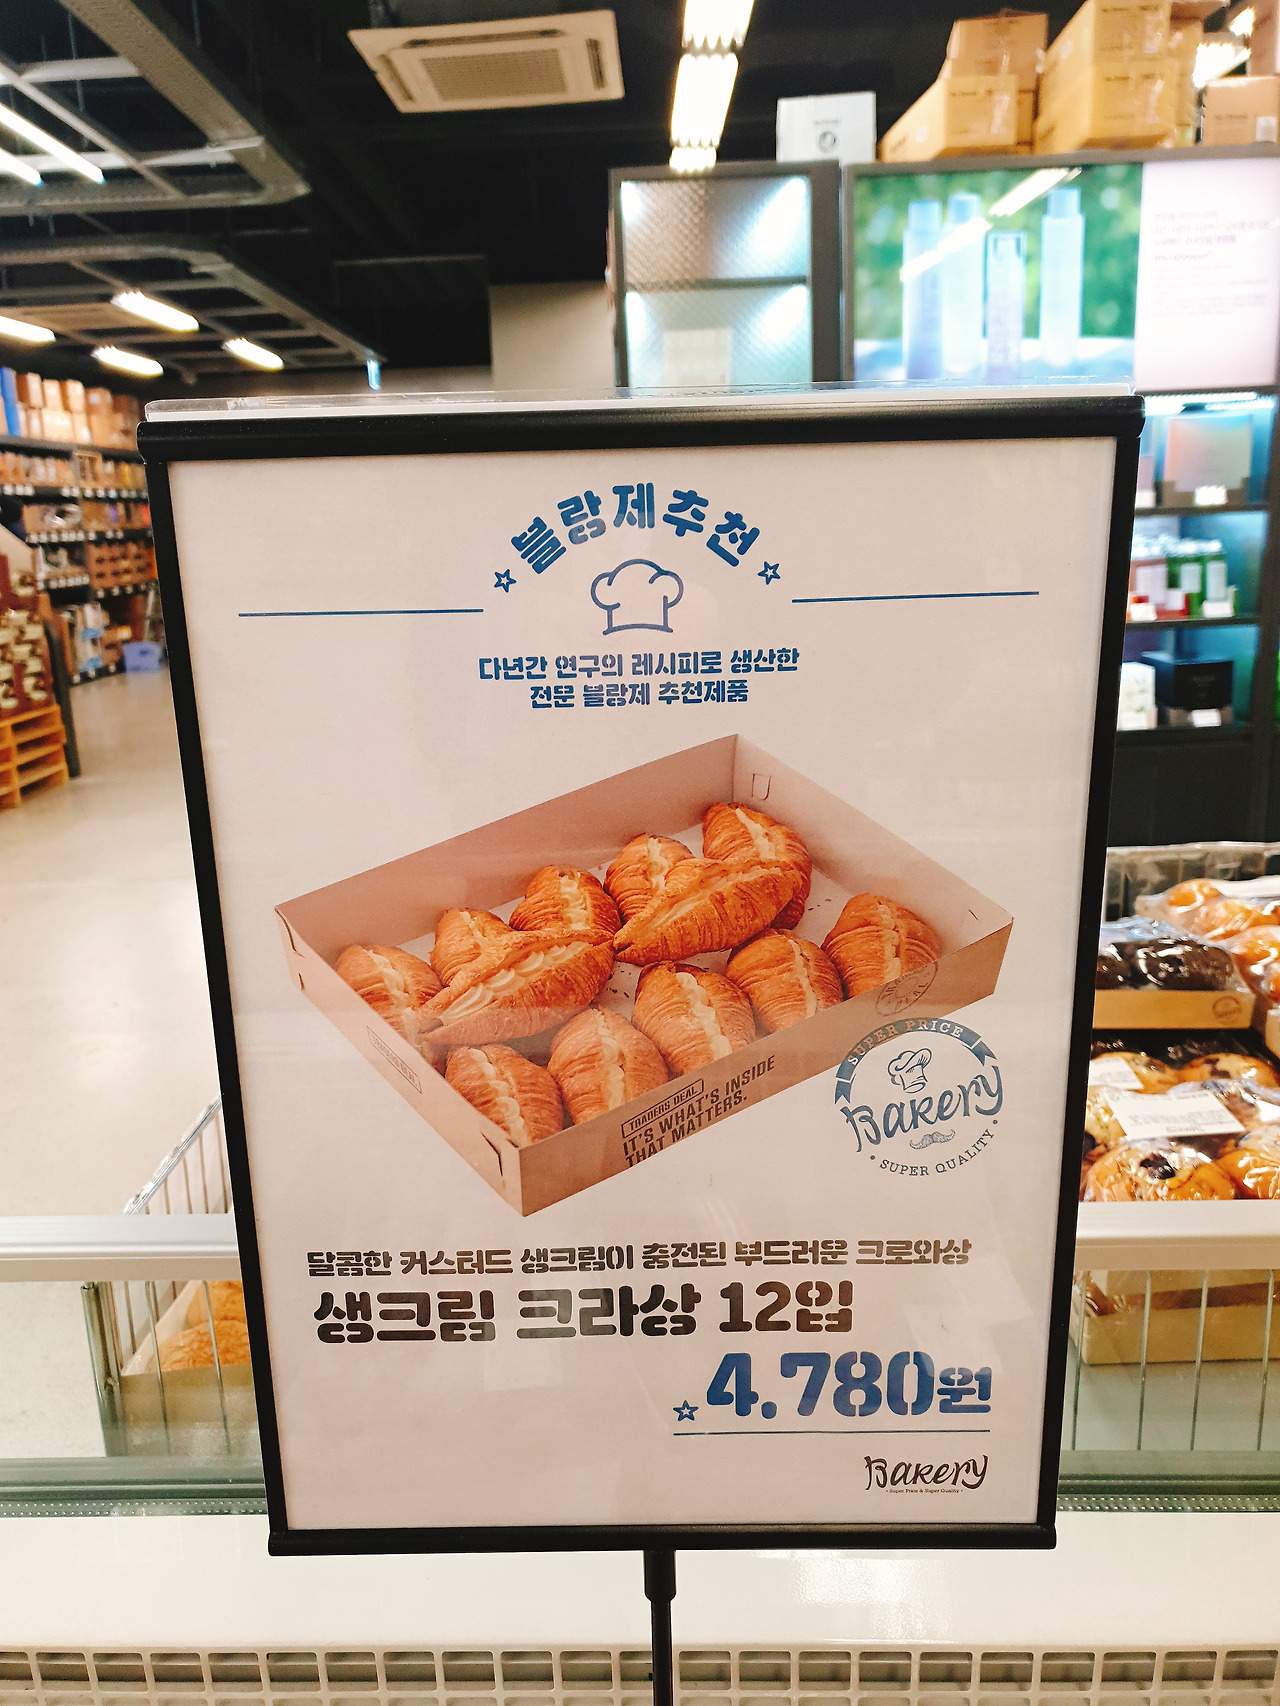 블랑제추천
다년간 연구의 레시피로 생산한
전문 블랑제 추천제품
TRADERS DEAL
IT'S WHAT'S INSIDE
THAT MATTERS.
SUPER PRICE
Bakery
SUPER QUALITY
달콤한 커스터드 생크림이 충전된 부드러운 크로와상
생크림 크라상 12입
4.780원
Bakery
Super Price & Super Quality